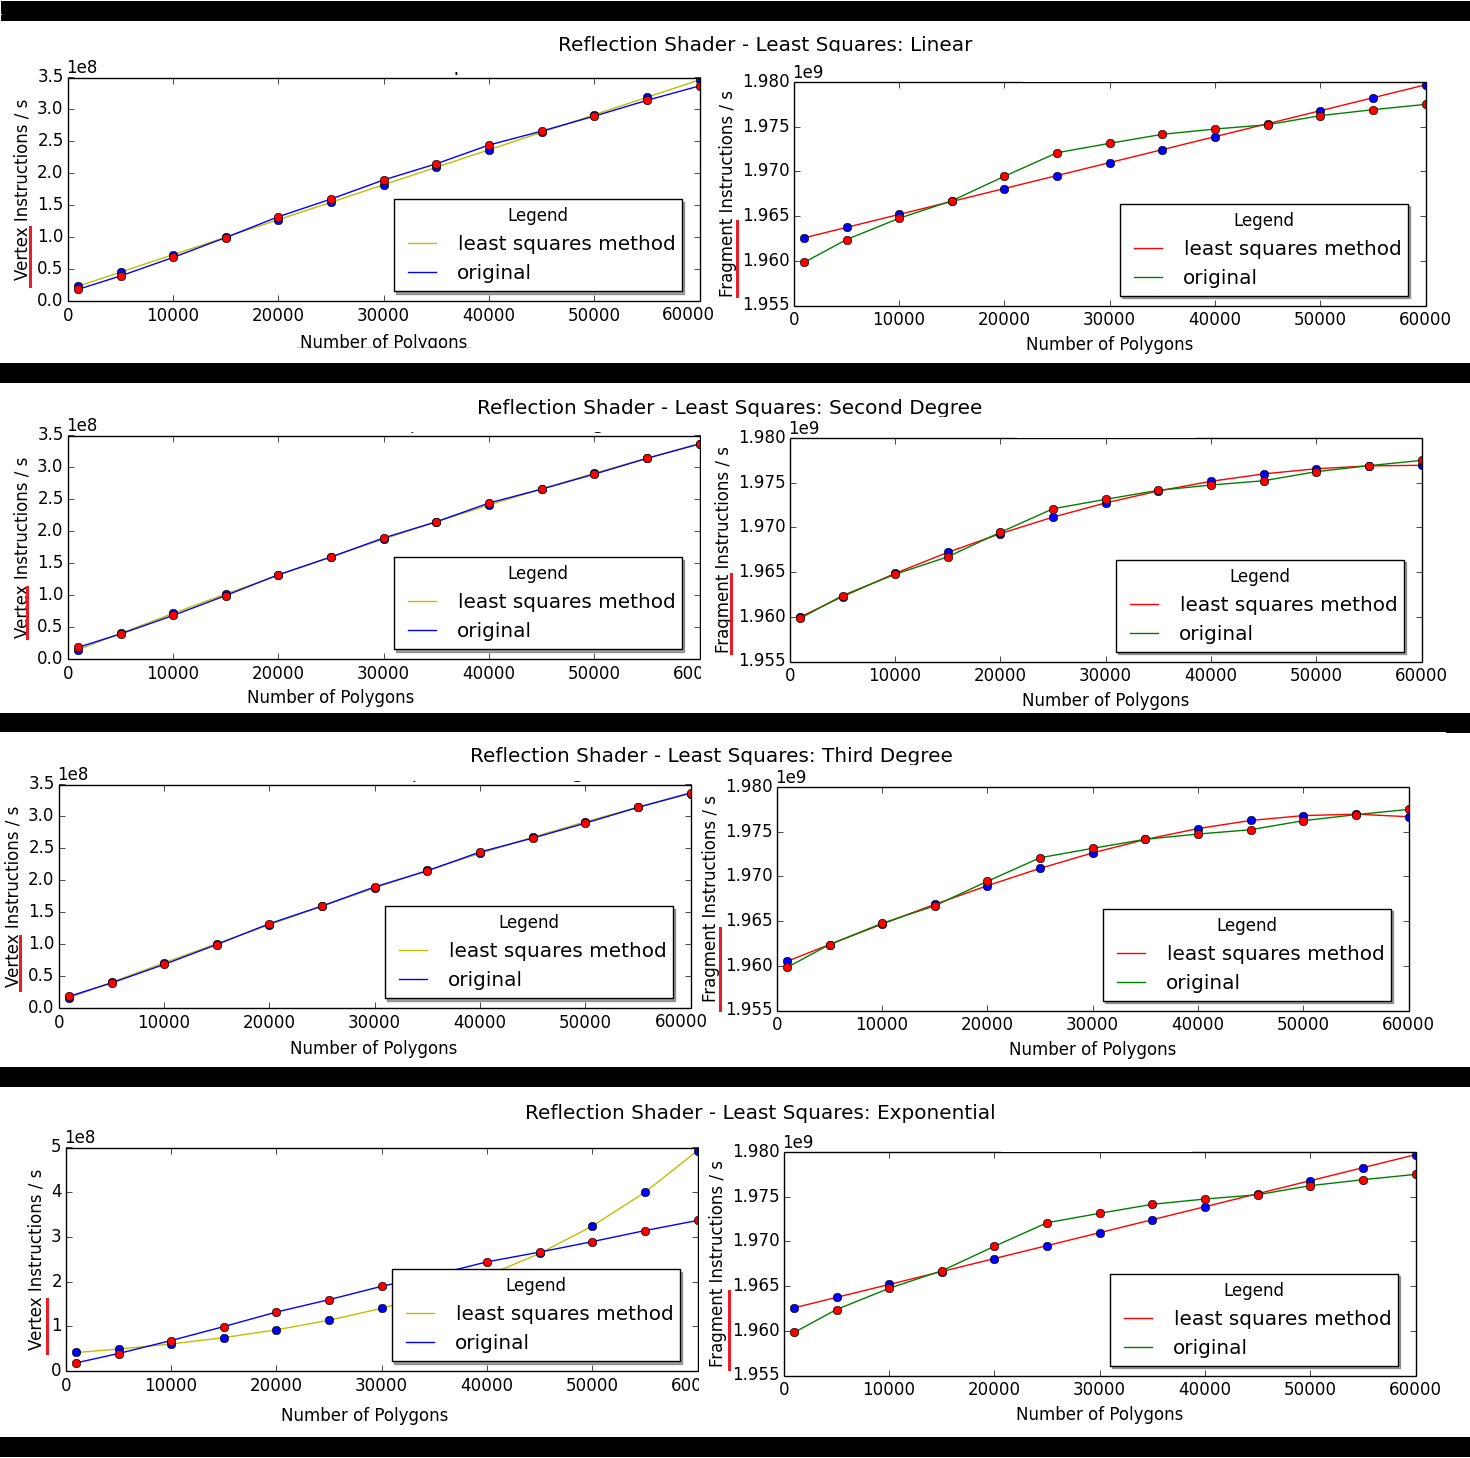 Reflection Shader - Least Squares: Linear
1e8
3.5
3.0
2.5
2.0
1.5
1.0
0.5
0.0
Vertex Instructions / s
0 10000 20000 30000 40000 50000 60000
Number of Polygons
Legend
least squares method
original
1e9
1.980
1.975
1.970
1.965
1.960
1.955
Fragment Instructions / s
0 10000 20000 30000 40000 50000 60000
Number of Polygons
Legend
least squares method
original
Reflection Shader - Least Squares: Second Degree
1e8
3.5
3.0
2.5
2.0
1.5
1.0
0.5
0.0
Vertex Instructions / s
0 10000 20000 30000 40000 50000 600
Number of Polygons
Legend
least squares method
original
1e9
1.980
1.975
1.970
1.965
1.960
1.955
Fragment Instructions / s
0 10000 20000 30000 40000 50000 60000
Number of Polygons
Legend
least squares method
original
Reflection Shader - Least Squares: Third Degree
1e8
3.5
3.0
2.5
2.0
1.5
1.0
0.5
0.0
Vertex Instructions / s
0 10000 20000 30000 40000 50000 60000
Number of Polygons
Legend
least squares method
original
1e9
1.980
1.975
1.970
1.965
1.960
1.955
Fragment Instructions / s
0 10000 20000 30000 40000 50000 60000
Number of Polygons
Legend
least squares method
original
Reflection Shader - Least Squares: Exponential
1e8
5
4
3
2
1
0
Vertex Instructions / s
0 10000 20000 30000 40000 50000 600
Number of Polygons
Legend
least squares method
original
1e9
1.980
1.975
1.970
1.965
1.960
1.955
Fragment Instructions / s
0 10000 20000 30000 40000 50000 60000
Number of Polygons
Legend
least squares method
original